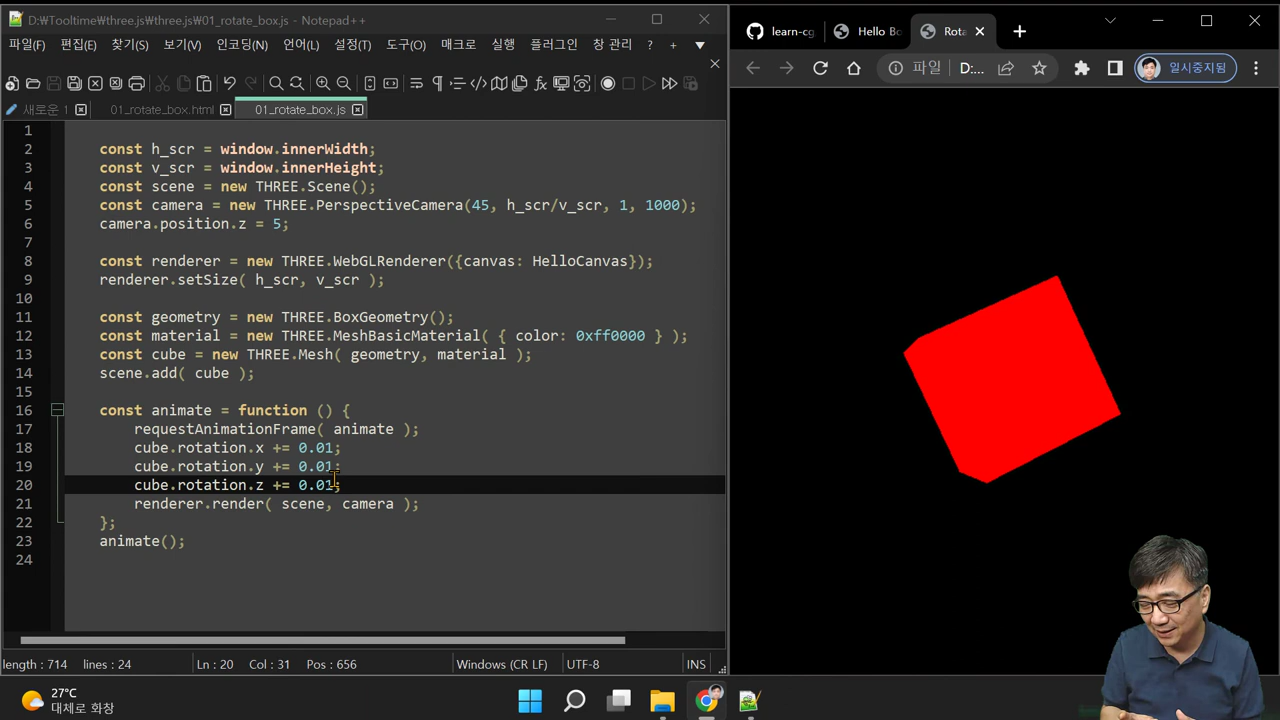 D:\Tooltime\three.js\three.js\01_rotate_box.js - Notepad++
파일(F) 편집(E) 찾기(S) 보기(V) 인코딩(N) 언어(L) 설정(T) 도구(O) 매크로 실행 플러그인 창 관리 ? + ▼
새로운 1 01_rotate_box.html 01_rotate_box.js
1
2 const h_scr = window.innerWidth;
3 const v_scr = window.innerHeight;
4 const scene = new THREE.Scene();
5 const camera = new THREE.PerspectiveCamera(45, h_scr/v_scr, 1, 1000);
6 camera.position.z = 5;
7
8 const renderer = new THREE.WebGLRenderer({canvas: HelloCanvas});
9 renderer.setSize( h_scr, v_scr );
10
11 const geometry = new THREE.BoxGeometry();
12 const material = new THREE.MeshBasicMaterial( { color: 0xff0000 } );
13 const cube = new THREE.Mesh( geometry, material );
14 scene.add( cube );
15
16 const animate = function () {
17 requestAnimationFrame( animate );
18 cube.rotation.x += 0.01;
19 cube.rotation.y += 0.01;
20 cube.rotation.z += 0.01;
21 renderer.render( scene, camera );
22 };
23 animate();
24
length : 714 lines : 24 Ln : 20 Col : 31 Pos : 656 Windows (CR LF) UTF-8 INS
learn-cg Hello Bo Rota
파일 D:... 일시중지됨
27°C
대체로 화창